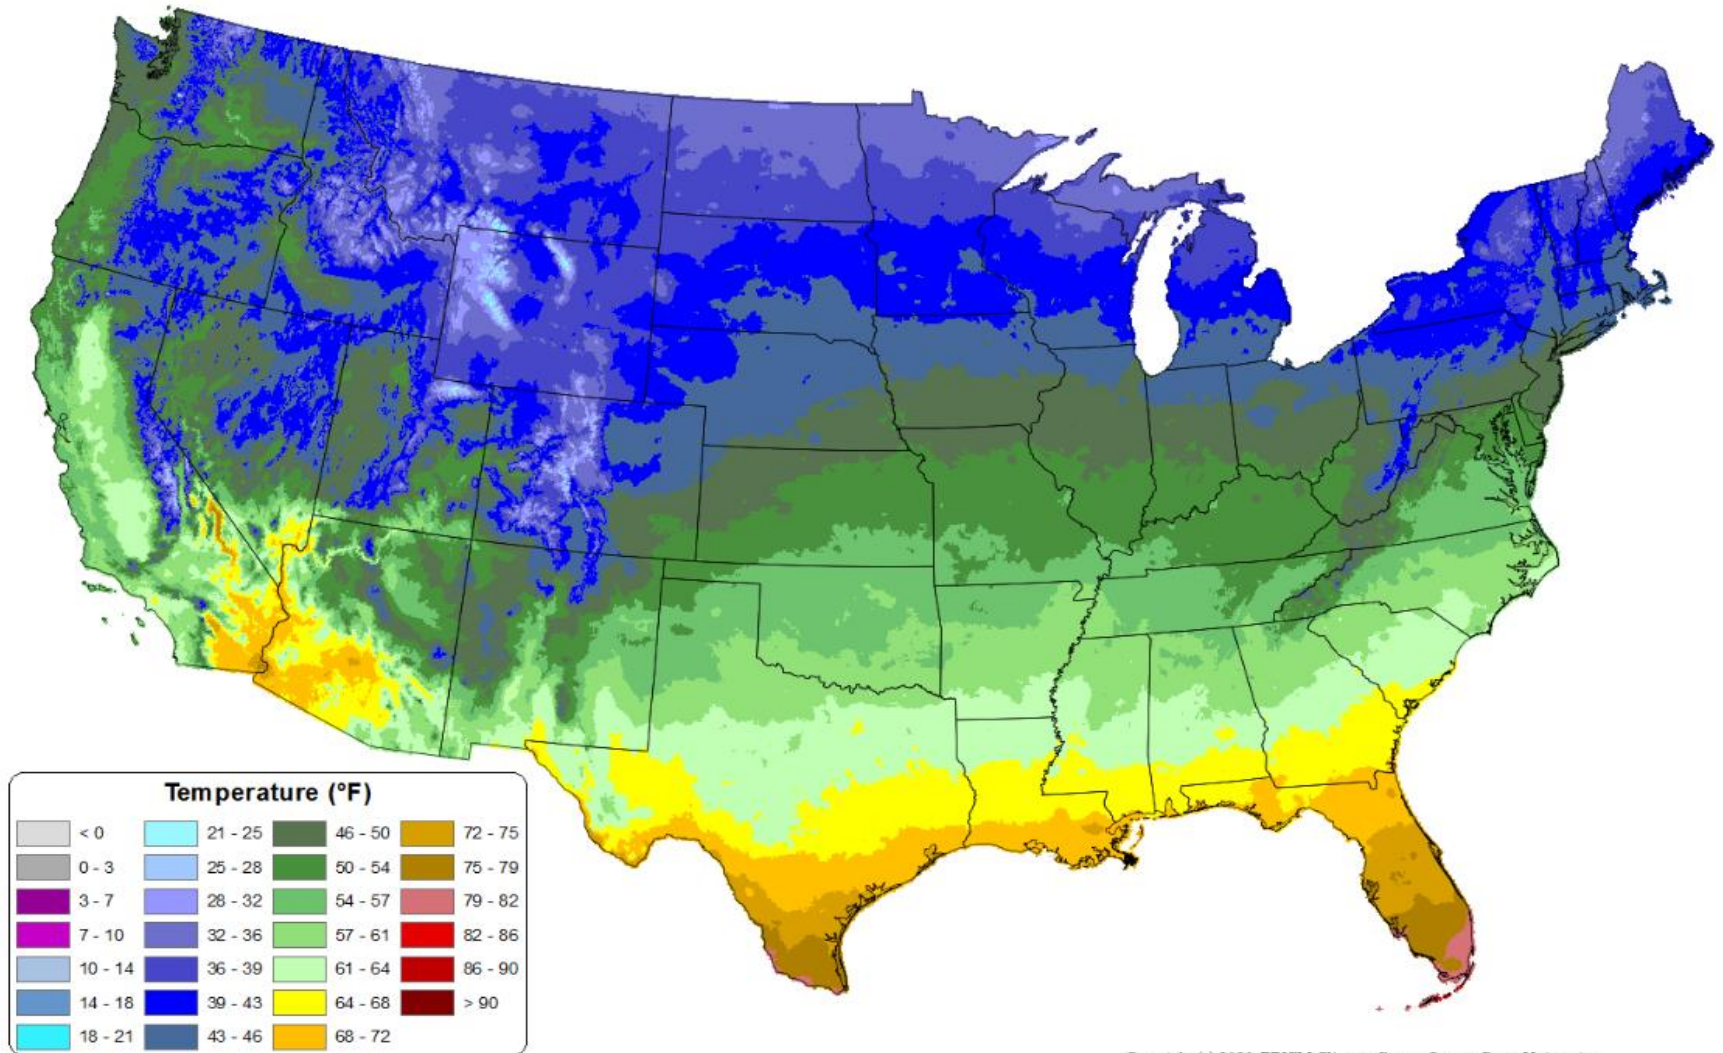 Temperature (°F)
< 0 21 - 25 46 - 50 72 - 75
0 - 3 25 - 28 50 - 54 75 - 79
3 - 7 28 - 32 54 - 57 79 - 82
7 - 10 32 - 36 57 - 61 82 - 86
10 - 14 36 - 39 61 - 64 86 - 90
14 - 18 39 - 43 64 - 68 > 90
18 - 21 43 - 46 68 - 72